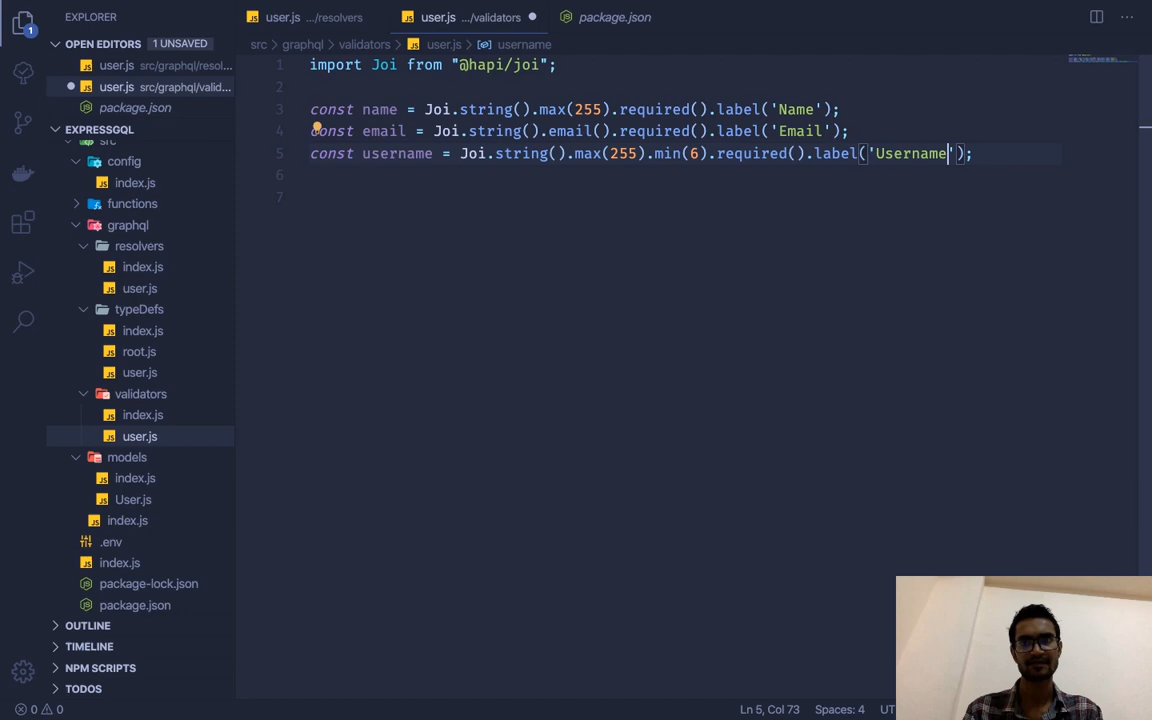 EXPLORER
user.js .../resolvers
user.js .../validators
package.json
1
OPEN EDITORS 1 UNSAVED
user.js src/graphql/resol...
user.js src/graphql/valid...
package.json
EXPRESSGQL
src
config
index.js
functions
graphql
resolvers
index.js
user.js
typeDefs
index.js
root.js
user.js
validators
index.js
user.js
models
index.js
User.js
index.js
.env
index.js
package-lock.json
package.json
OUTLINE
TIMELINE
NPM SCRIPTS
TODOS
src > graphql > validators > user.js > username
1 import Joi from "@hapi/joi";
2
3 const name = Joi.string().max(255).required().label('Name');
4 const email = Joi.string().email().required().label('Email');
5 const username = Joi.string().max(255).min(6).required().label('Username');
6
7
0 0
Ln 5, Col 73 Spaces: 4